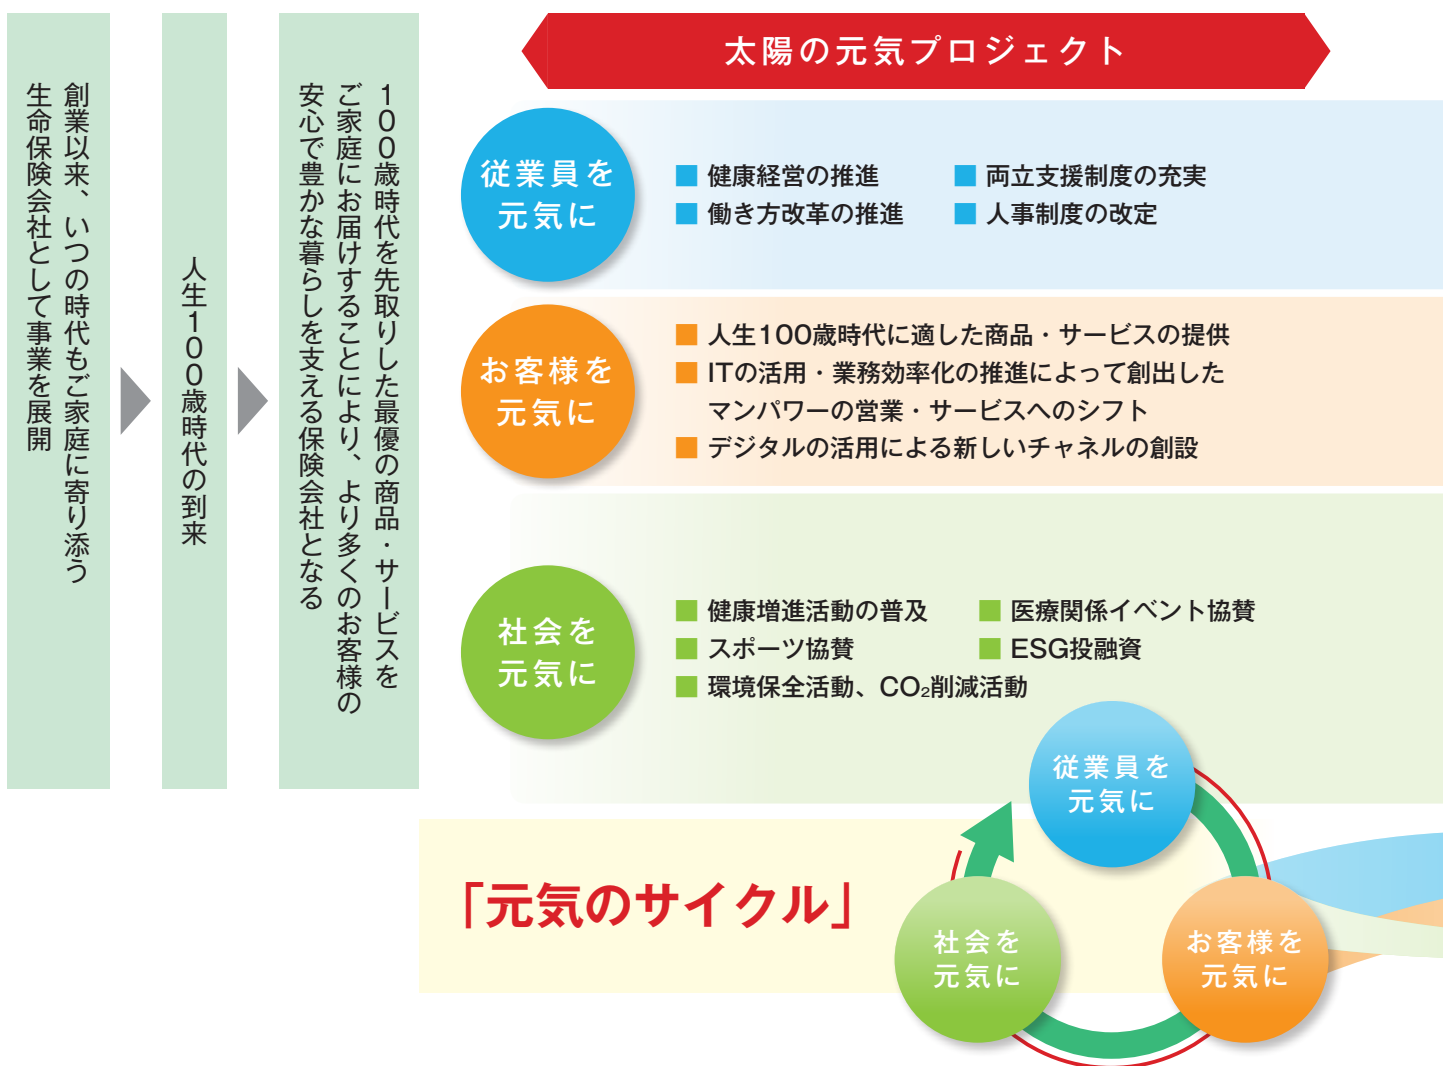 創業以来、いつの時代もご家庭に寄り添う
生命保険会社として事業を展開
人生100歳時代の到来
100歳時代を先取りした最優の商品・サービスを
ご家庭にお届けすることにより、より多くのお客様の
安心で豊かな暮らしを支える保険会社となる
太陽の元気プロジェクト
従業員を
元気に
■ 健康経営の推進
■ 両立支援制度の充実
■ 働き方改革の推進
■ 人事制度の改定
お客様を
元気に
■ 人生100歳時代に適した商品・サービスの提供
■ ITの活用・業務効率化の推進によって創出した
マンパワーの営業・サービスへのシフト
■ デジタルの活用による新しいチャネルの創設
社会を
元気に
■ 健康増進活動の普及
■ 医療関係イベント協賛
■ スポーツ協賛
■ ESG投融資
■ 環境保全活動、CO₂削減活動
「元気のサイクル」
従業員を
元気に
お客様を
元気に
社会を
元気に